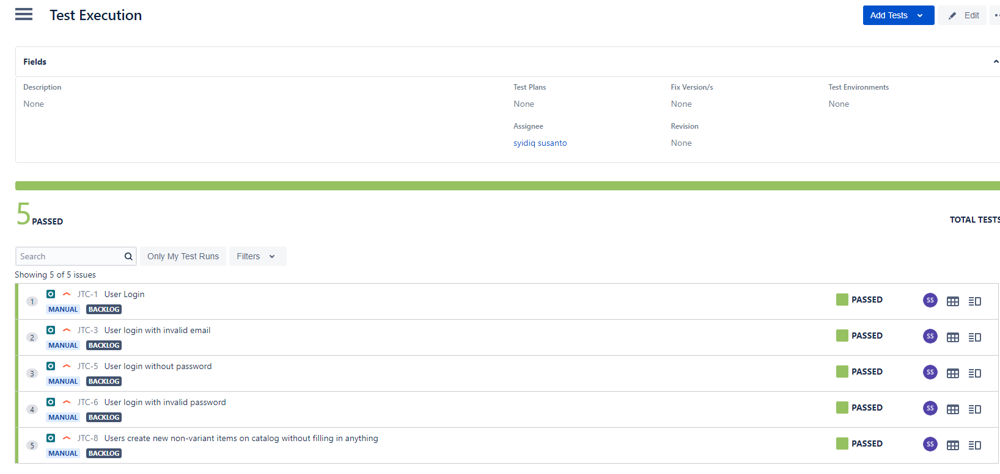 Test Execution
Add Tests
Edit
Fields
Description
Test Plans
Fix Version/s
Test Environments
None
None
None
None
Assignee
Revision
syidiq susanto
None
5 PASSED
TOTAL TESTS
Search
Only My Test Runs
Filters
Showing 5 of 5 issues
1 JTC-1 User Login PASSED SS
MANUAL BACKLOG
2 JTC-3 User login with invalid email PASSED SS
MANUAL BACKLOG
3 JTC-5 User login without password PASSED SS
MANUAL BACKLOG
4 JTC-6 User login with invalid password PASSED SS
MANUAL BACKLOG
5 JTC-8 Users create new non-variant items on catalog without filling in anything PASSED SS
MANUAL BACKLOG